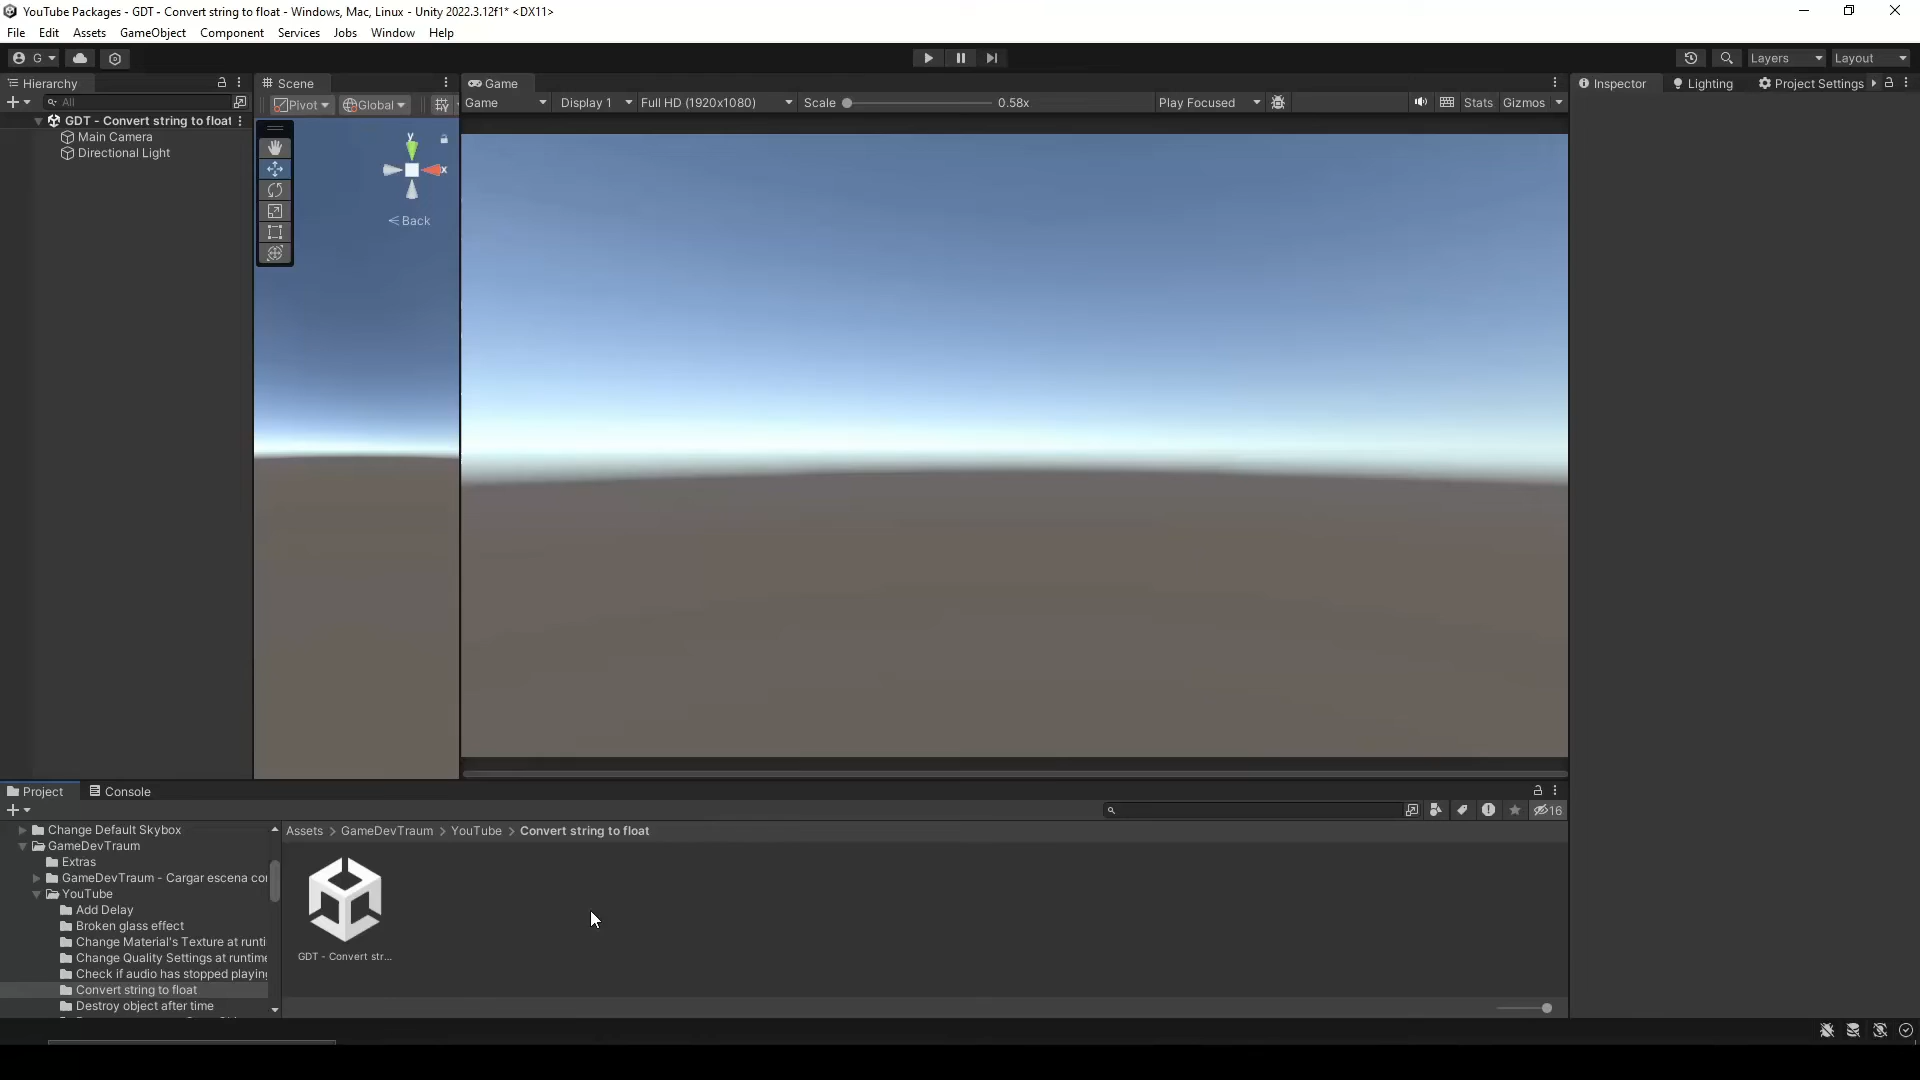 YouTube Packages - GDT - Convert string to float - Windows, Mac, Linux - Unity 2022.3.12f1* <DX11>
File Edit Assets GameObject Component Services Jobs Window Help
G Layers Layout
Hierarchy
All
GDT - Convert string to float
Main Camera
Directional Light
Scene
Pivot Global
y
x
Back
Game
Game Display 1 Full HD (1920x1080) Scale 0.58x Play Focused Stats Gizmos
Inspector Lighting Project Settings
Project Console
16
Change Default Skybox
GameDevTraum
Extras
GameDevTraum - Cargar escena co
YouTube
Add Delay
Broken glass effect
Change Material's Texture at runti
Change Quality Settings at runtime
Check if audio has stopped playing
Convert string to float
Destroy object after time
Assets > GameDevTraum > YouTube > Convert string to float
GDT - Convert str...